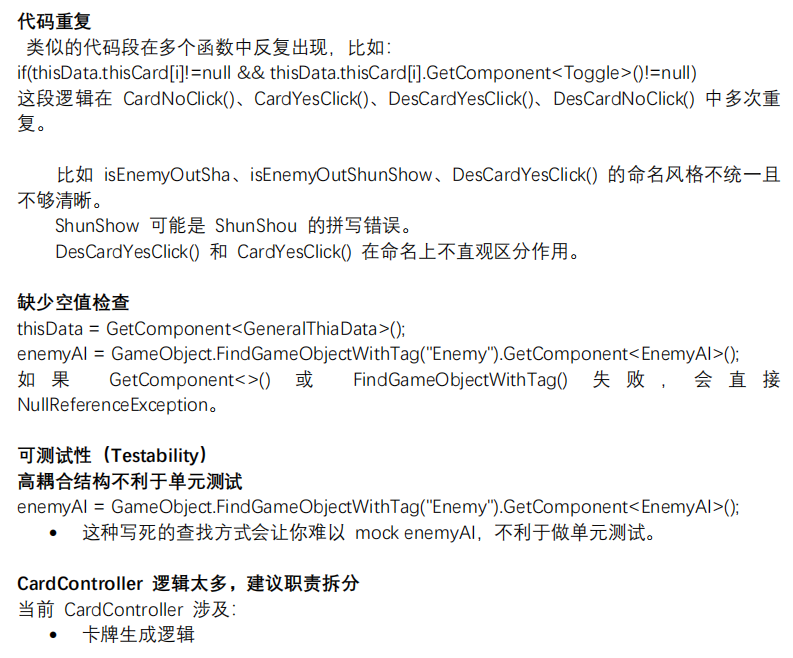 代码重复
类似的代码段在多个函数中反复出现，比如：
if(thisData.thisCard[i]!=null && thisData.thisCard[i].GetComponent<Toggle>()!=null)
这段逻辑在 CardNoClick()、CardYesClick()、DesCardYesClick()、DesCardNoClick() 中多次重
复。
比如 isEnemyOutSha、isEnemyOutShunShow、DesCardYesClick() 的命名风格不统一且
不够清晰。
ShunShow 可能是 ShunShou 的拼写错误。
DesCardYesClick() 和 CardYesClick() 在命名上不直观区分作用。
缺少空值检查
thisData = GetComponent<GeneralThiaData>();
enemyAI = GameObject.FindGameObjectWithTag("Enemy").GetComponent<EnemyAI>();
如果 GetComponent<>() 或 FindGameObjectWithTag() 失败，会直接
NullReferenceException。
可测试性（Testability）
高耦合结构不利于单元测试
enemyAI = GameObject.FindGameObjectWithTag("Enemy").GetComponent<EnemyAI>();
• 这种写死的查找方式会让你难以 mock enemyAI，不利于做单元测试。
CardController 逻辑太多，建议职责拆分
当前 CardController 涉及：
• 卡牌生成逻辑